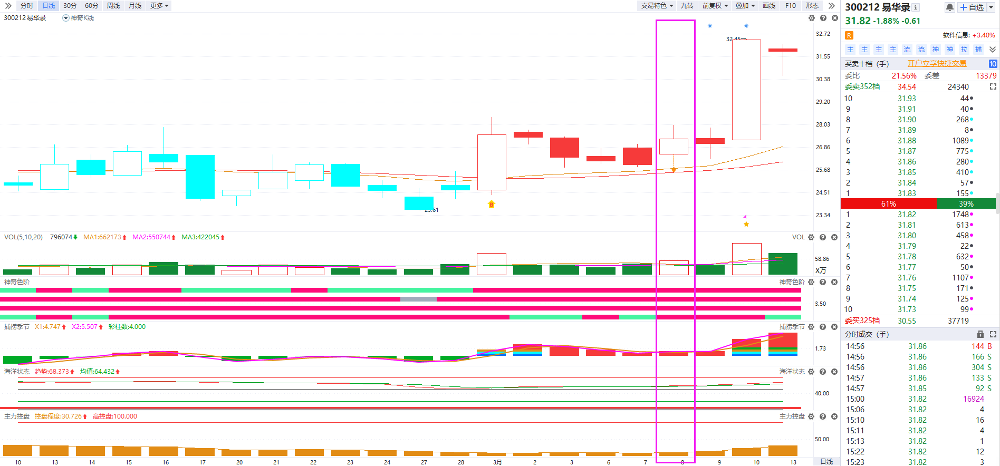 分时 日线 30分 60分 周线 月线 更多 交易特色 九转 前复权 叠加 画线 F10 形态
300212 易华录 神奇K线
32.72
32.45
31.55
30.38
29.20
28.03
26.86
25.68
24.51
23.61
23.34
B
VOL(5,10,20) 796074 MA1:662173 MA2:550744 MA3:422045 VOL
58.86
X万
神奇色阶 神奇色阶
3.50
捕捞季节 X1:4.747 X2:5.507 彩柱数:4.000 捕捞季节
1.73
海洋状态 趋势:68.373 均值:64.432 海洋状态
40.00
主力控盘 控盘程度:30.726 高控盘:100.000 主力控盘
50.00
10 13 14 15 16 17 20 21 22 23 24 27 28 3月 2 3 6 7 8 9 10 13 日线
300212 易华录 i 自选
31.82 -1.88% -0.61
R 软件信息: +3.40%
主 主 主 主 流 流 神 神 拉 捕
买卖十档 (手) 开户立享快捷交易 10
委比 21.56% 委差 13379
委卖352档 34.54 24340
10 31.93 44
9 31.91 40
8 31.90 268
7 31.89 8
6 31.88 1089
5 31.87 775
4 31.86 280
3 31.85 410
2 31.84 57
1 31.83 155
61% 39%
1 31.82 1748
2 31.81 613
3 31.80 458
4 31.79 22
5 31.78 632
6 31.77 50
7 31.76 1107
8 31.75 171
9 31.74 125
10 31.73 99
委买325档 30.55 37719
分时成交 (手)
14:56 31.86 144 B
14:56 31.86 166 S
14:56 31.86 304 S
14:57 31.86 133 S
14:57 31.85 92 S
15:00 31.82 16924
15:06 31.82 4
15:10 31.82 16
15:11 31.82 4
15:13 31.82 1
15:22 31.82 12
15:23 31.82 3